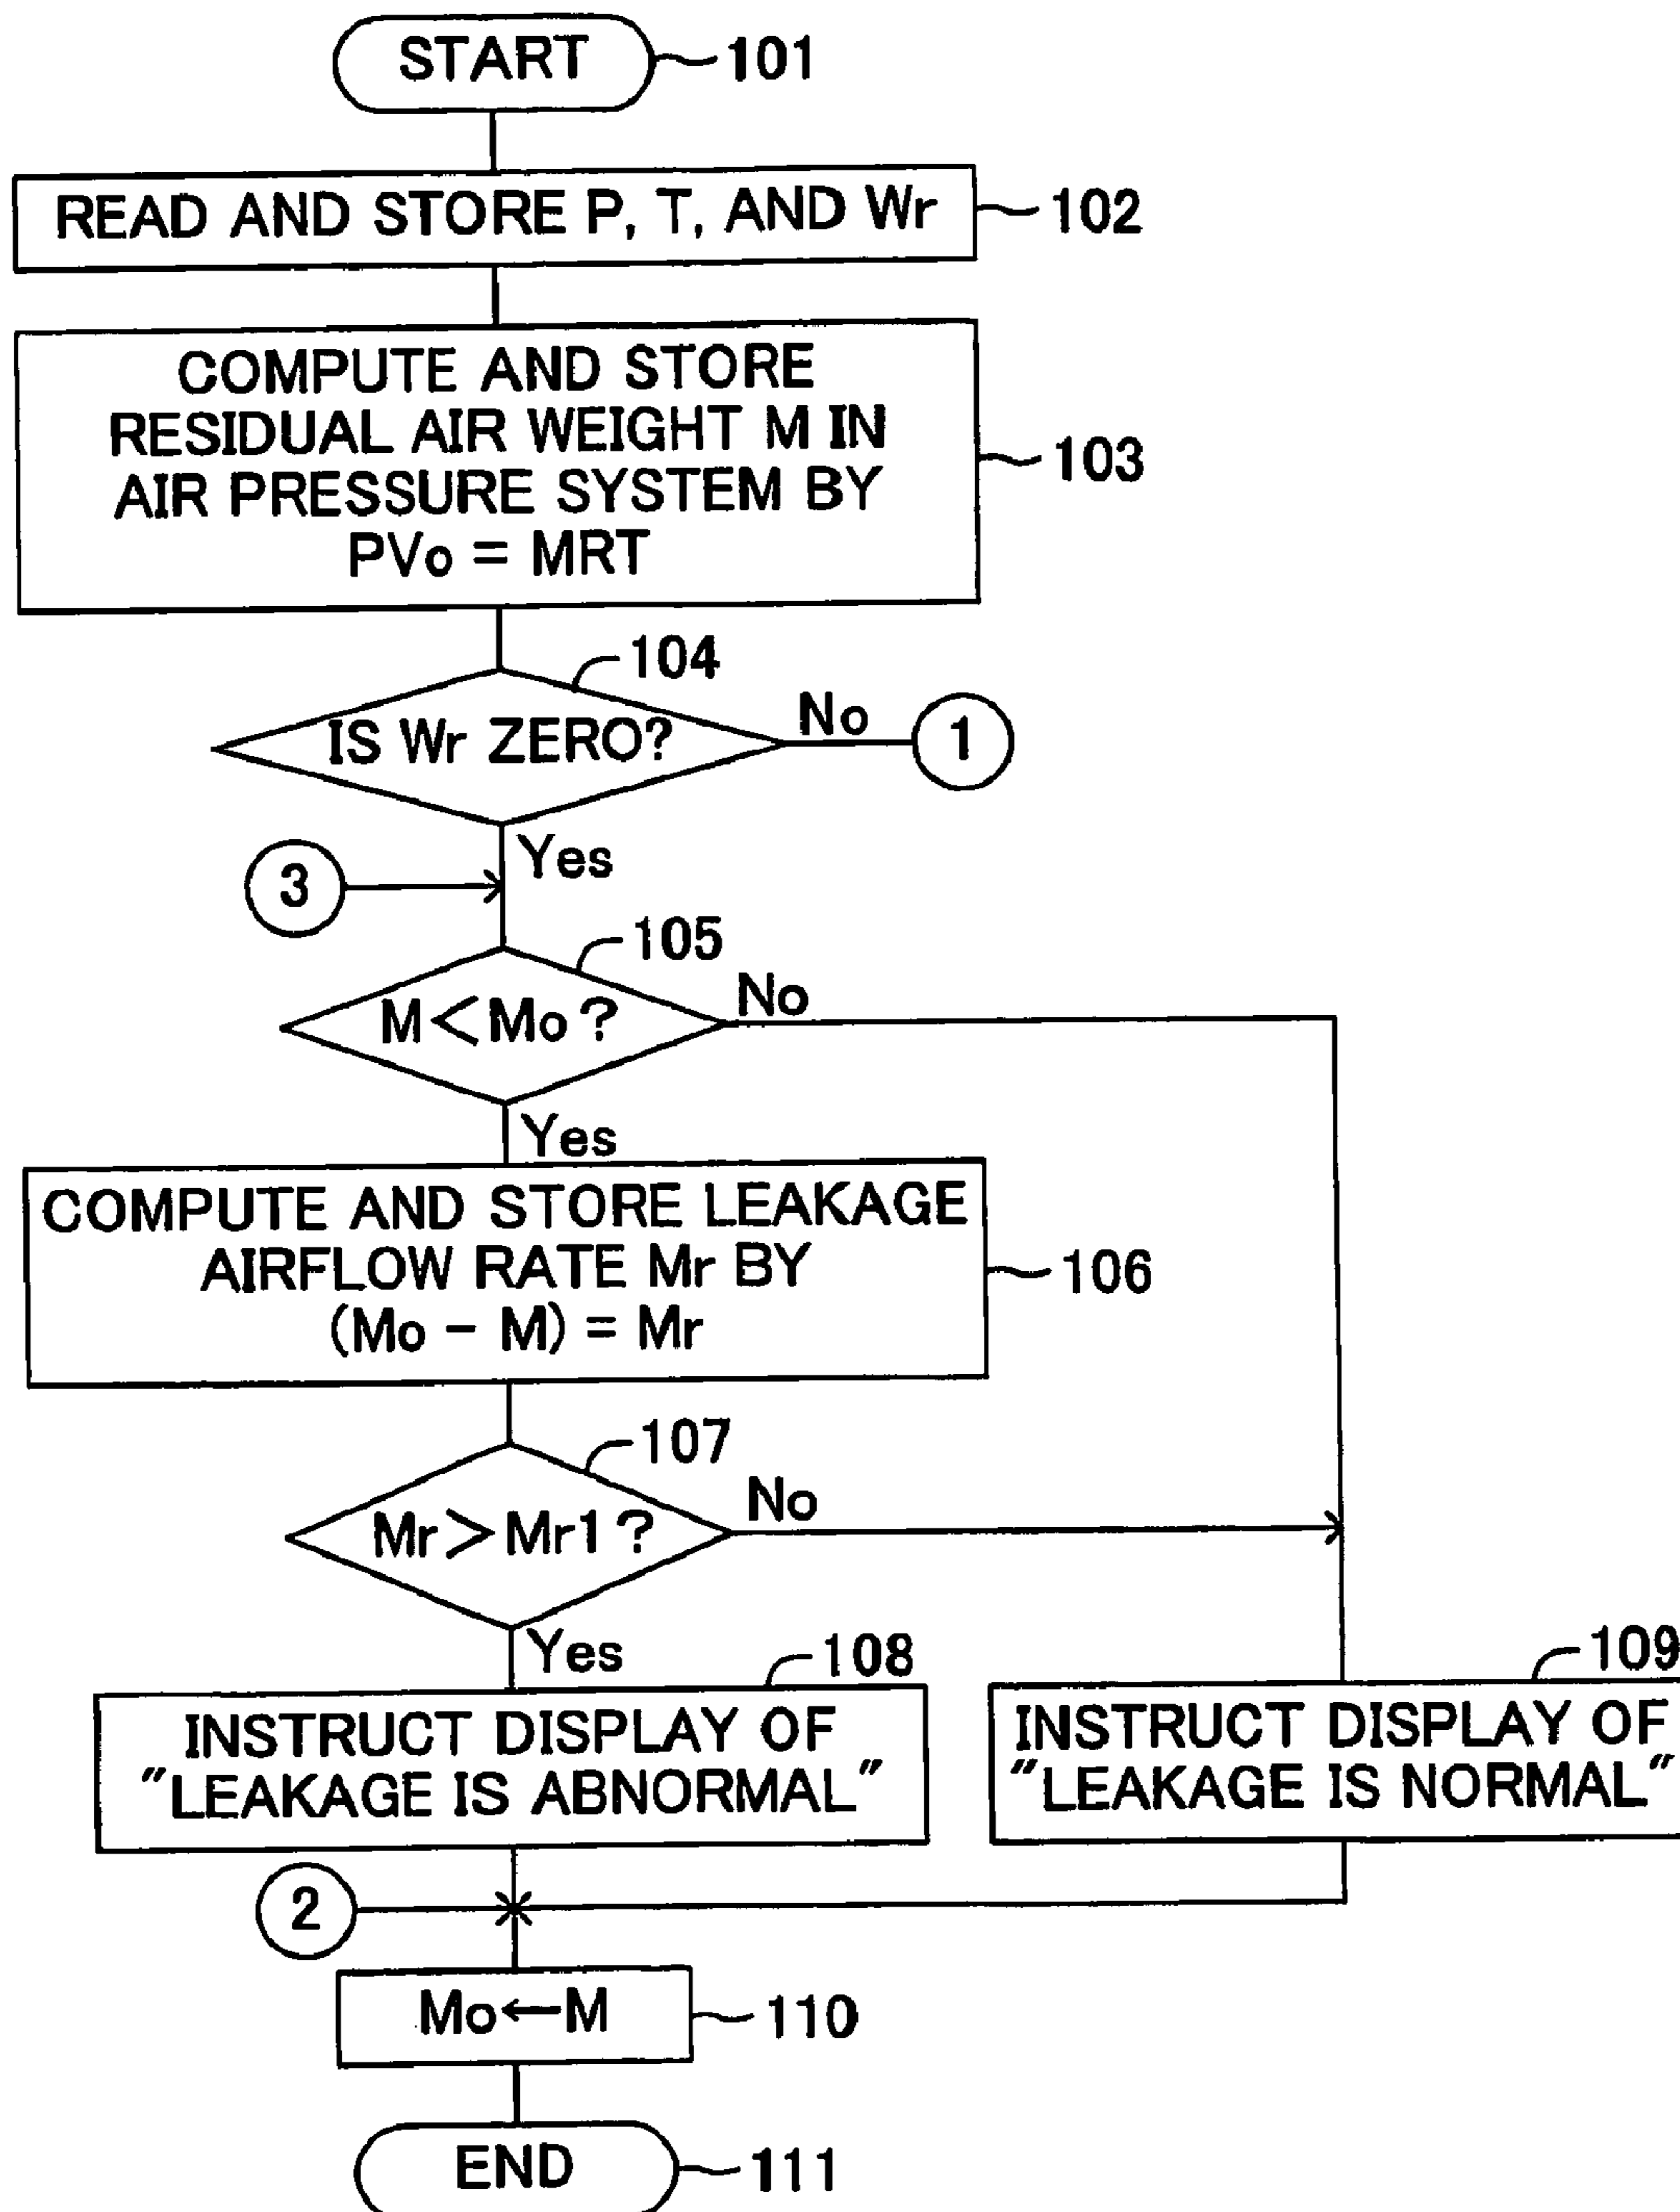 START
101
READ AND STORE P, T, AND Wr
102
COMPUTE AND STORE
RESIDUAL AIR WEIGHT M IN
AIR PRESSURE SYSTEM BY
PVo = MRT
103
104
IS Wr ZERO?
No
1
Yes
3
105
M<Mo?
No
Yes
COMPUTE AND STORE LEAKAGE
AIRFLOW RATE Mr BY
(Mo - M) = Mr
106
107
Mr>Mr1?
No
Yes
108
INSTRUCT DISPLAY OF
"LEAKAGE IS ABNORMAL"
109
INSTRUCT DISPLAY OF
"LEAKAGE IS NORMAL"
2
Mo←M
110
END
111